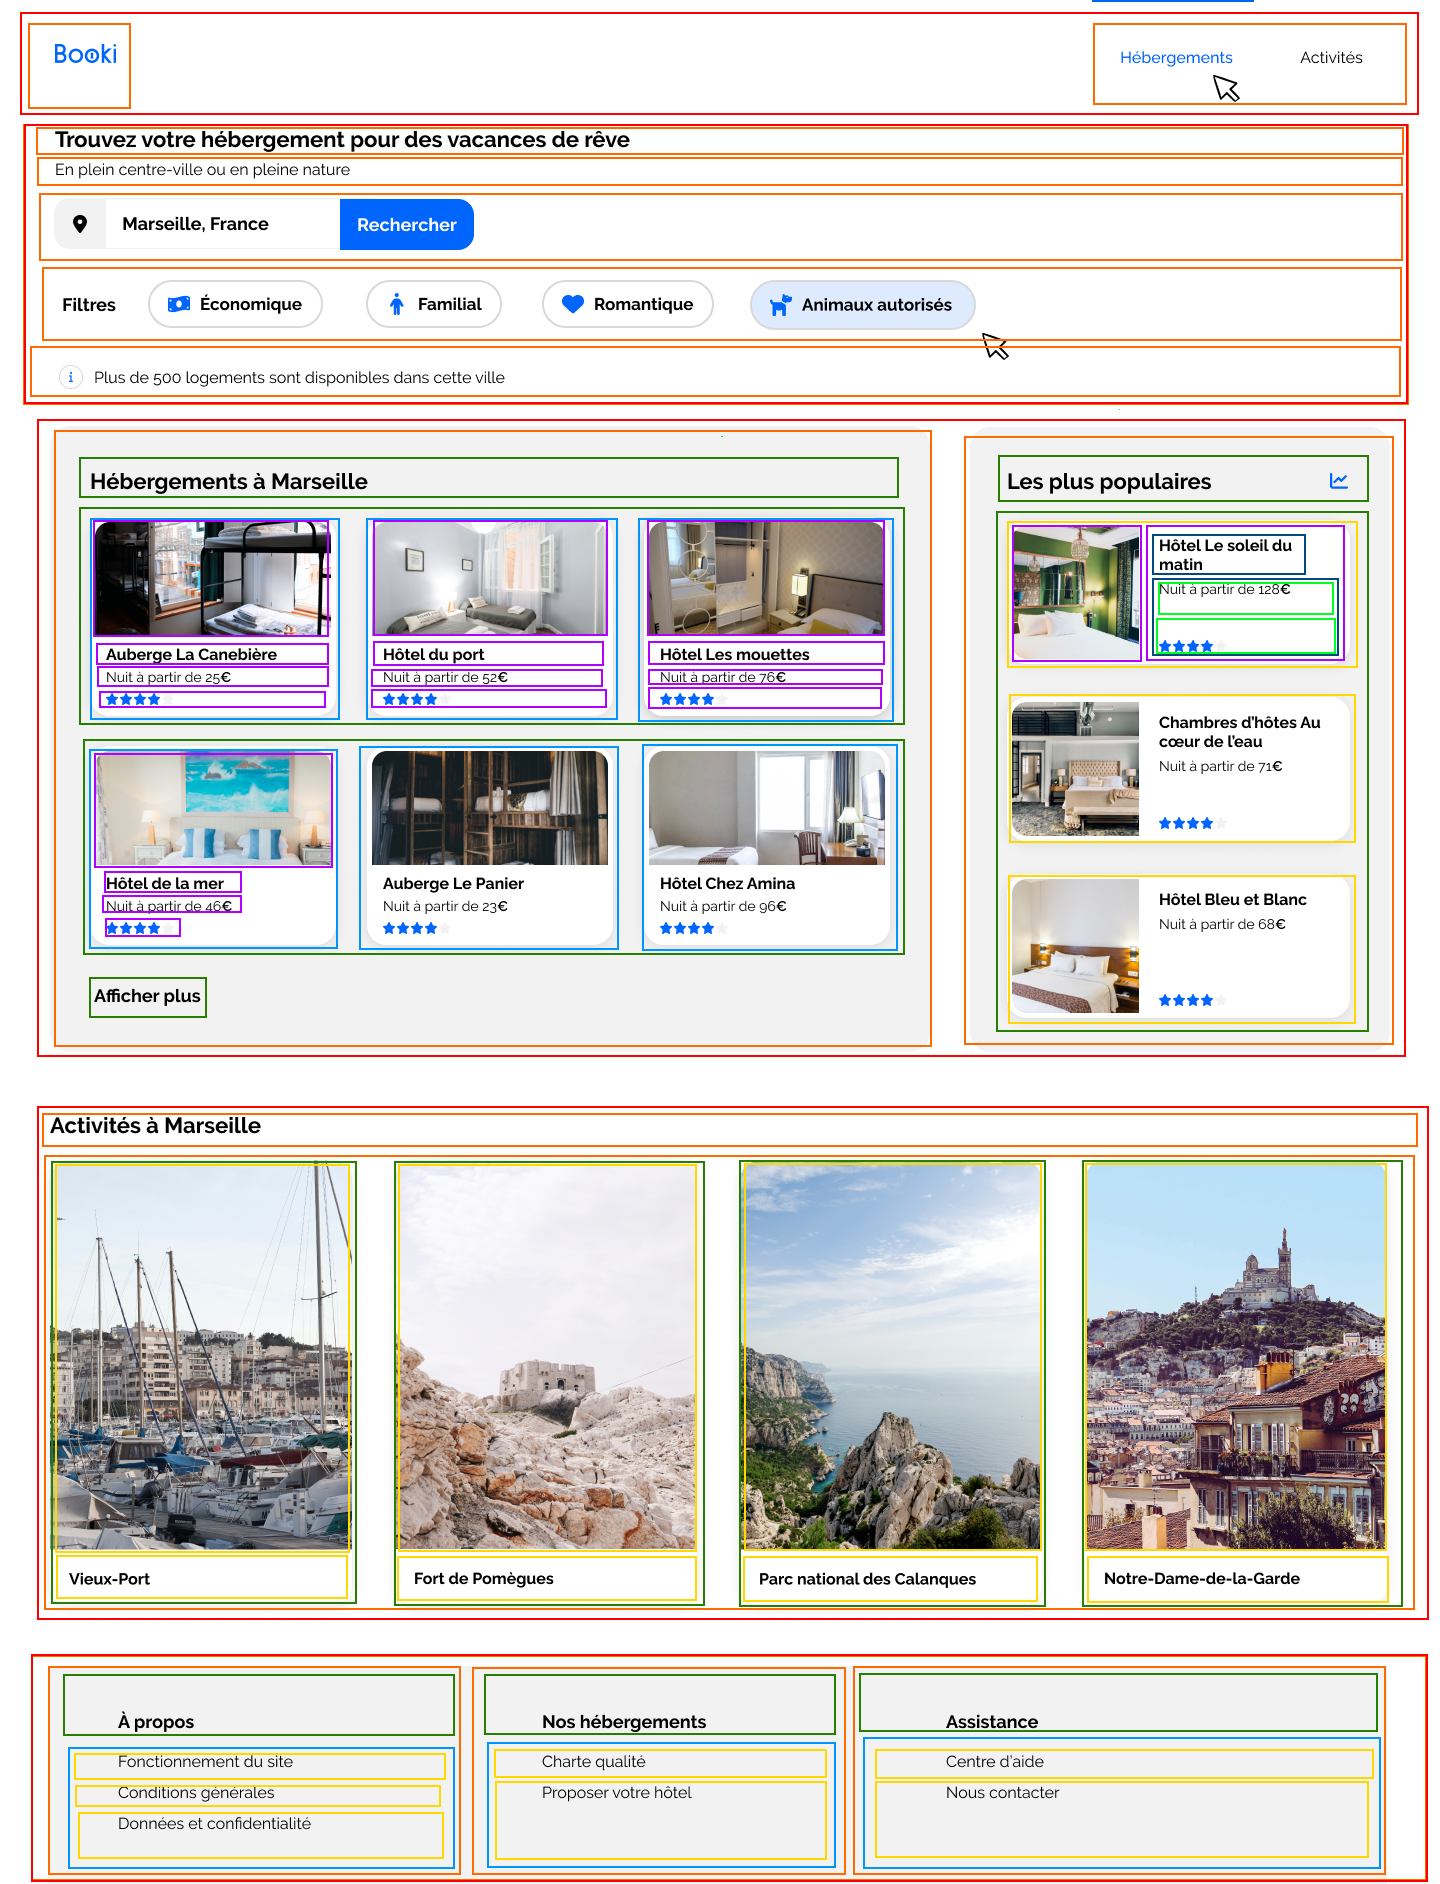 Booki
Hébergements
Activités
Trouvez votre hébergement pour des vacances de rêve
En plein centre-ville ou en pleine nature
Marseille, France
Rechercher
Filtres
Économique
Familial
Romantique
Animaux autorisés
Plus de 500 logements sont disponibles dans cette ville
Hébergements à Marseille
Auberge La Canebière
Nuit à partir de 25€
Hôtel du port
Nuit à partir de 52€
Hôtel Les mouettes
Nuit à partir de 76€
Hôtel de la mer
Nuit à partir de 46€
Auberge Le Panier
Nuit à partir de 23€
Hôtel Chez Amina
Nuit à partir de 96€
Afficher plus
Les plus populaires
Hôtel Le soleil du
matin
Nuit à partir de 128€
Chambres d'hôtes Au
cœur de l'eau
Nuit à partir de 71€
Hôtel Bleu et Blanc
Nuit à partir de 68€
Activités à Marseille
Vieux-Port
Fort de Pomègues
Parc national des Calanques
Notre-Dame-de-la-Garde
À propos
Fonctionnement du site
Conditions générales
Données et confidentialité
Nos hébergements
Charte qualité
Proposer votre hôtel
Assistance
Centre d'aide
Nous contacter